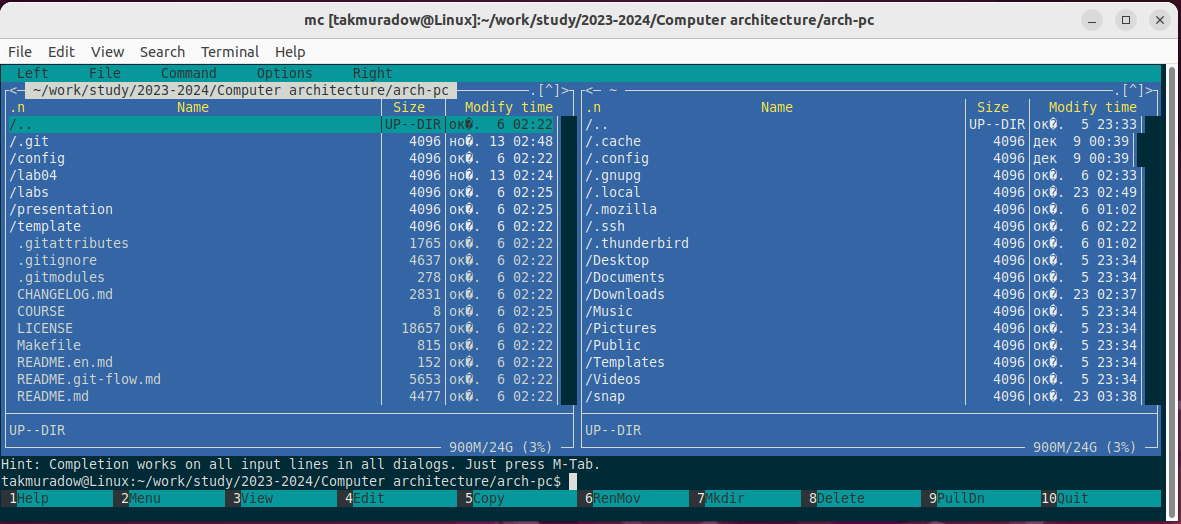 mc [takmuradow@Linux]:~/work/study/2023-2024/Computer architecture/arch-pc
File Edit View Search Terminal Help
Left File Command Options Right
<─ ~/work/study/2023-2024/Computer architecture/arch-pc ─.[^]>
.n Name Size Modify time
/.. UP--DIR ок�. 6 02:22
/.git 4096 но�. 13 02:48
/config 4096 ок�. 6 02:22
/lab04 4096 но�. 13 02:24
/labs 4096 ок�. 6 02:25
/presentation 4096 ок�. 6 02:25
/template 4096 ок�. 6 02:22
.gitattributes 1765 ок�. 6 02:22
.gitignore 4637 ок�. 6 02:22
.gitmodules 278 ок�. 6 02:22
CHANGELOG.md 2831 ок�. 6 02:22
COURSE 8 ок�. 6 02:25
LICENSE 18657 ок�. 6 02:22
Makefile 815 ок�. 6 02:22
README.en.md 152 ок�. 6 02:22
README.git-flow.md 5653 ок�. 6 02:22
README.md 4477 ок�. 6 02:22
UP--DIR
900M/24G (3%)
<─ ~ ─.[^]>
.n Name Size Modify time
/.. UP--DIR ок�. 5 23:33
/.cache 4096 дек 9 00:39
/.config 4096 дек 9 00:39
/.gnupg 4096 ок�. 6 02:33
/.local 4096 ок�. 23 02:49
/.mozilla 4096 ок�. 6 01:02
/.ssh 4096 ок�. 6 02:22
/.thunderbird 4096 ок�. 6 01:02
/Desktop 4096 ок�. 5 23:34
/Documents 4096 ок�. 5 23:34
/Downloads 4096 ок�. 23 02:37
/Music 4096 ок�. 5 23:34
/Pictures 4096 ок�. 5 23:34
/Public 4096 ок�. 5 23:34
/Templates 4096 ок�. 5 23:34
/Videos 4096 ок�. 5 23:34
/snap 4096 ок�. 23 03:38
UP--DIR
900M/24G (3%)
Hint: Completion works on all input lines in all dialogs. Just press M-Tab.
takmuradow@Linux:~/work/study/2023-2024/Computer architecture/arch-pc$
1Help 2Menu 3View 4Edit 5Copy 6RenMov 7Mkdir 8Delete 9PullDn 10Quit